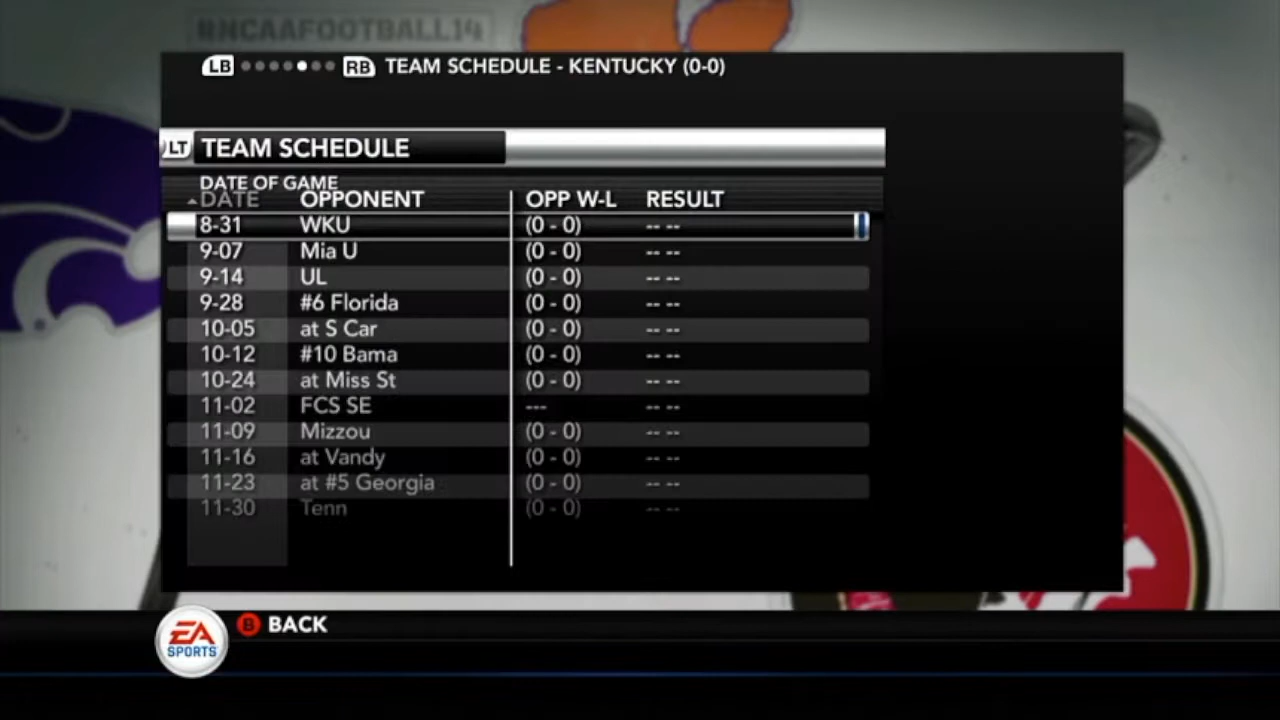 #NCAAFOOTBALL14
LB RB TEAM SCHEDULE - KENTUCKY (0-0)
LT TEAM SCHEDULE
DATE OF GAME
DATE OPPONENT OPP W-L RESULT
8-31 WKU (0 - 0) -- --
9-07 Mia U (0 - 0) -- --
9-14 UL (0 - 0) -- --
9-28 #6 Florida (0 - 0) -- --
10-05 at S Car (0 - 0) -- --
10-12 #10 Bama (0 - 0) -- --
10-24 at Miss St (0 - 0) -- --
11-02 FCS SE --- -- --
11-09 Mizzou (0 - 0) -- --
11-16 at Vandy (0 - 0) -- --
11-23 at #5 Georgia (0 - 0) -- --
11-30 Tenn (0 - 0) -- --
EA SPORTS B BACK